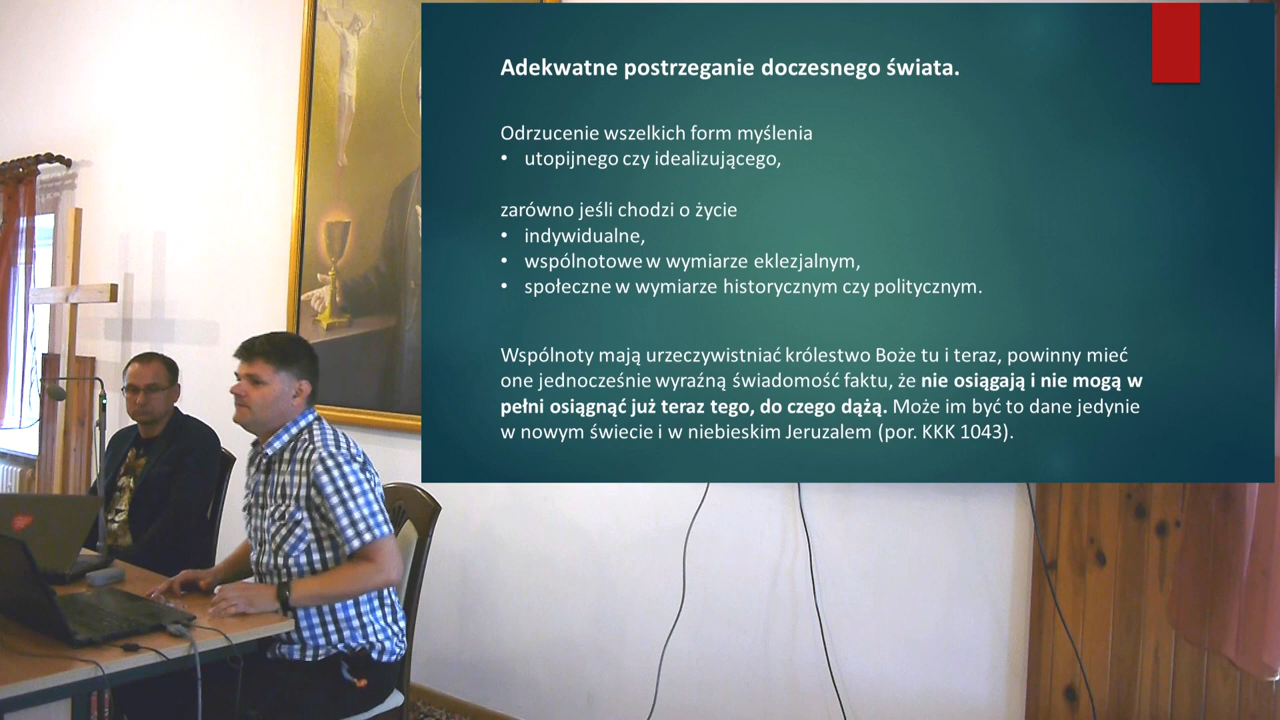 Adekwatne postrzeganie doczesnego świata.
Odrzucenie wszelkich form myślenia
• utopijnego czy idealizującego,
zarówno jeśli chodzi o życie
• indywidualne,
• wspólnotowe w wymiarze eklezjalnym,
• społeczne w wymiarze historycznym czy politycznym.
Wspólnoty mają urzeczywistniać królestwo Boże tu i teraz, powinny mieć
one jednocześnie wyraźną świadomość faktu, że nie osiągają i nie mogą w
pełni osiągnąć już teraz tego, do czego dążą. Może im być to dane jedynie
w nowym świecie i w niebieskim Jeruzalem (por. KKK 1043).